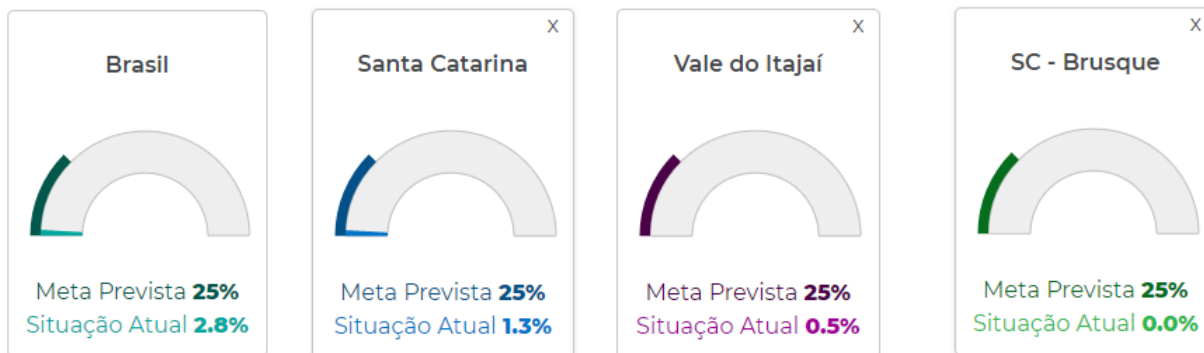 Brasil
Meta Prevista 25%
Situação Atual 2.8%
X
Santa Catarina
Meta Prevista 25%
Situação Atual 1.3%
X
Vale do Itajaí
Meta Prevista 25%
Situação Atual 0.5%
X
SC - Brusque
Meta Prevista 25%
Situação Atual 0.0%